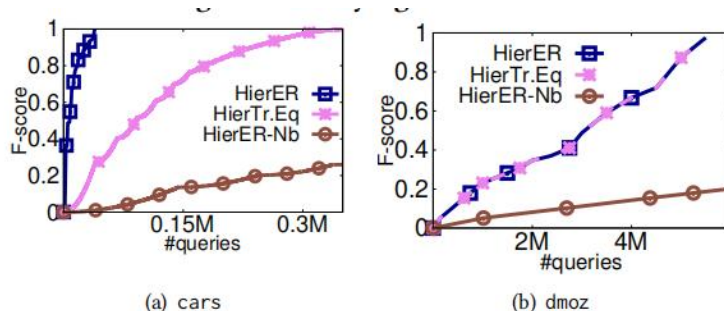 1
0.8
0.6
0.4
0.2
0
F-score
HierER
HierTr.Eq
HierER-Nb
0.15M
0.3M
#queries
(a) cars
1
0.8
0.6
0.4
0.2
0
F-score
HierER
HierTr.Eq
HierER-Nb
2M
4M
#queries
(b) dmoz